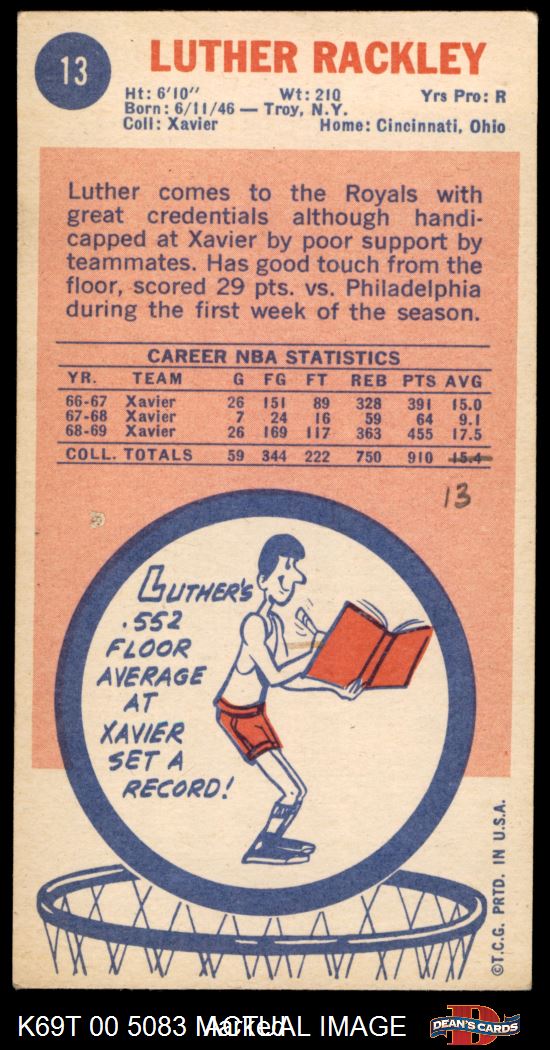 13
LUTHER RACKLEY
Ht: 6'10" Wt: 210 Yrs Pro: R
Born: 6/11/46 — Troy, N.Y.
Coll: Xavier Home: Cincinnati, Ohio
Luther comes to the Royals with
great credentials although handi-
capped at Xavier by poor support by
teammates. Has good touch from the
floor, scored 29 pts. vs. Philadelphia
during the first week of the season.
CAREER NBA STATISTICS
YR. TEAM G FG FT REB PTS AVG
66-67 Xavier 26 151 89 328 391 15.0
67-68 Xavier 7 24 16 59 64 9.1
68-69 Xavier 26 169 117 363 455 17.5
COLL. TOTALS 59 344 222 750 910 15.4
13
LUTHER'S
.552
FLOOR
AVERAGE
AT
XAVIER
SET A
RECORD!
©T.C.G. PRTD. IN U.S.A.
K69T 00 5083 Marked ACTUAL IMAGE
D
DEAN'S CARDS